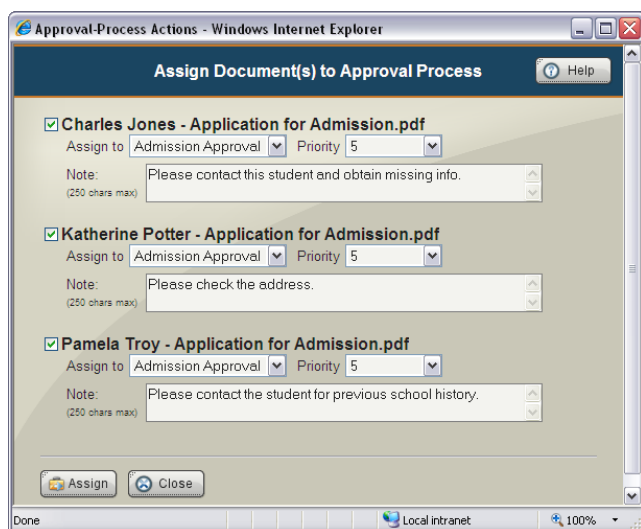 Approval-Process Actions - Windows Internet Explorer
Assign Document(s) to Approval Process
Help
Charles Jones - Application for Admission.pdf
Assign to Admission Approval Priority 5
Note: Please contact this student and obtain missing info.
(250 chars max)
Katherine Potter - Application for Admission.pdf
Assign to Admission Approval Priority 5
Note: Please check the address.
(250 chars max)
Pamela Troy - Application for Admission.pdf
Assign to Admission Approval Priority 5
Note: Please contact the student for previous school history.
(250 chars max)
Assign Close
Done Local intranet 100%